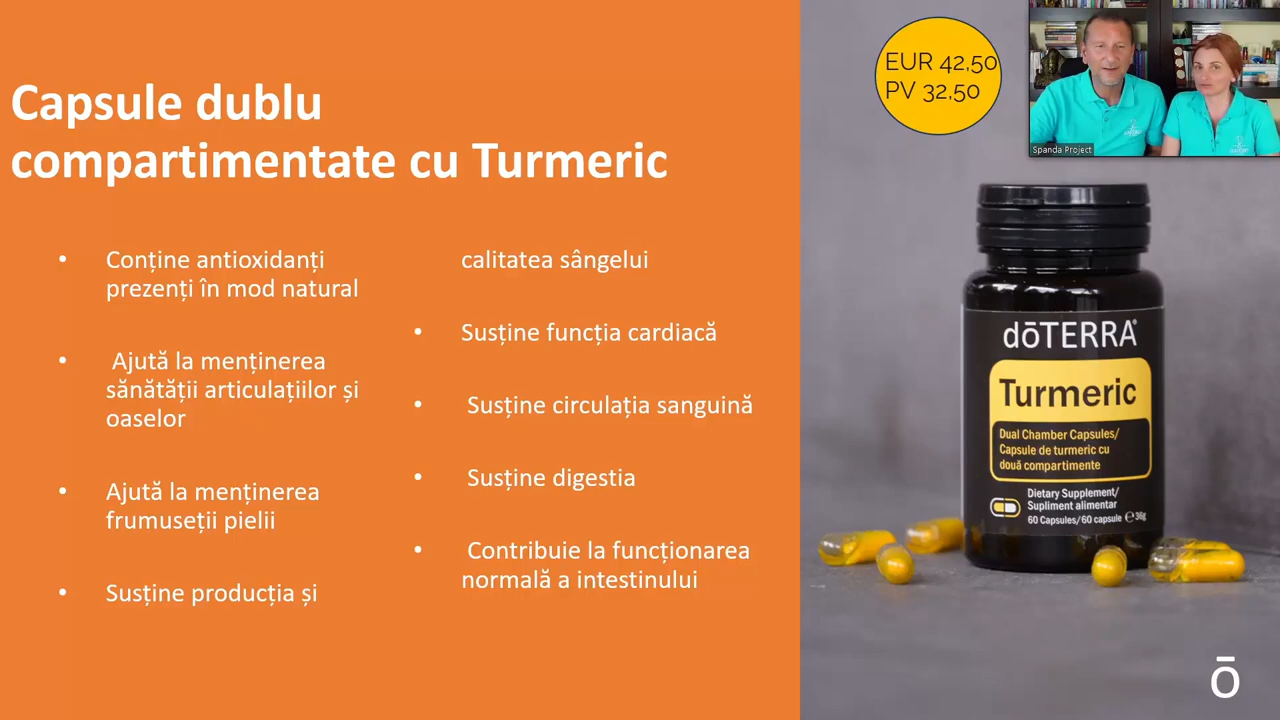 Capsule dublu
compartimentate cu Turmeric
Conține antioxidanți
prezenți în mod natural
Ajută la menținerea
sănătății articulațiilor și
oaselor
Ajută la menținerea
frumuseții pielii
Susține producția și
calitatea sângelui
Susține funcția cardiacă
Susține circulația sanguină
Susține digestia
Contribuie la funcționarea
normală a intestinului
EUR 42,50
PV 32,50
Spanda Project
dōTERRA®
Turmeric
Dual Chamber Capsules/
Capsule de turmeric cu
două compartimente
Dietary Supplement/
Supliment alimentar
60 Capsules/60 capsule ℮36g
ō